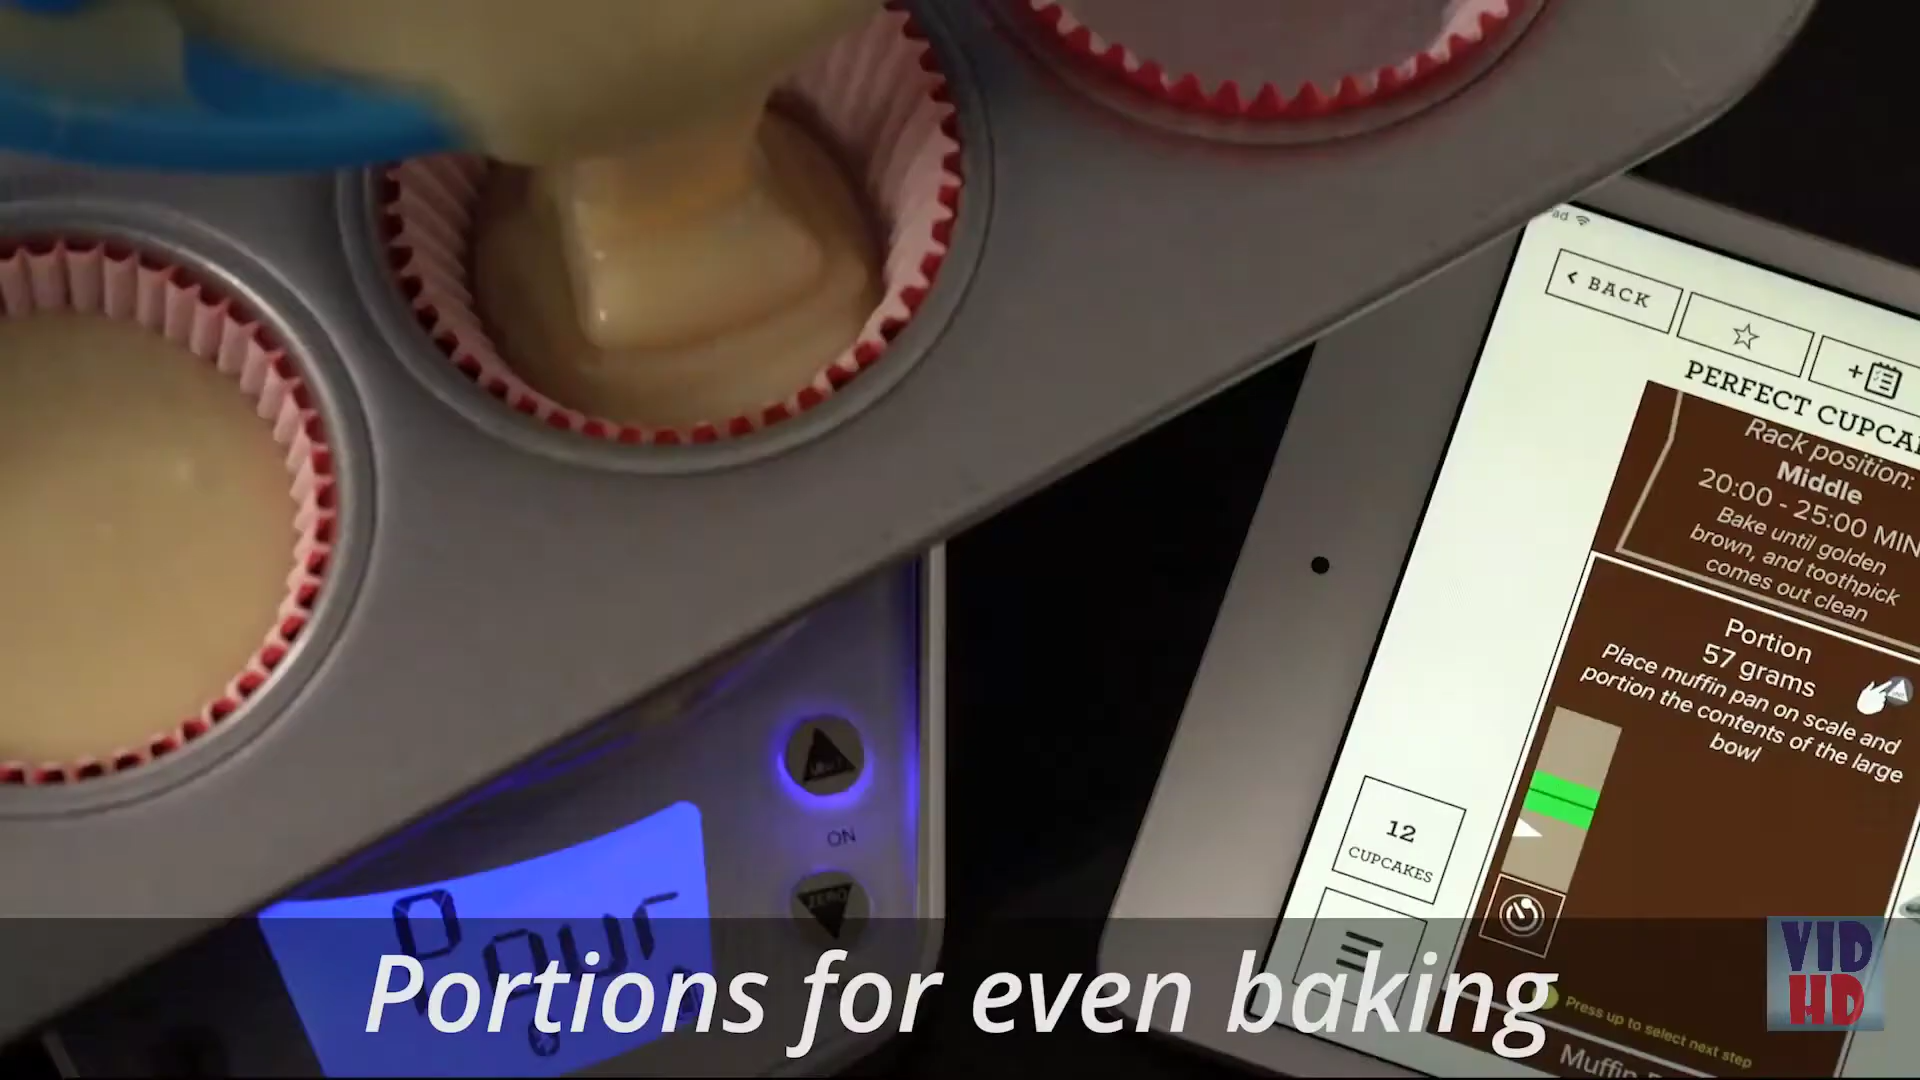 ad
< BACK
PERFECT CUPCA
Rack position:
Middle
20:00 - 25:00 MIN
Bake until golden
brown, and toothpick
comes out clean
Portion
57 grams
Place muffin pan on scale and
portion the contents of the large
bowl
12
CUPCAKES
Press up to select next step
Muffin
ON
ZERO
Pour
Portions for even baking
VID
HD